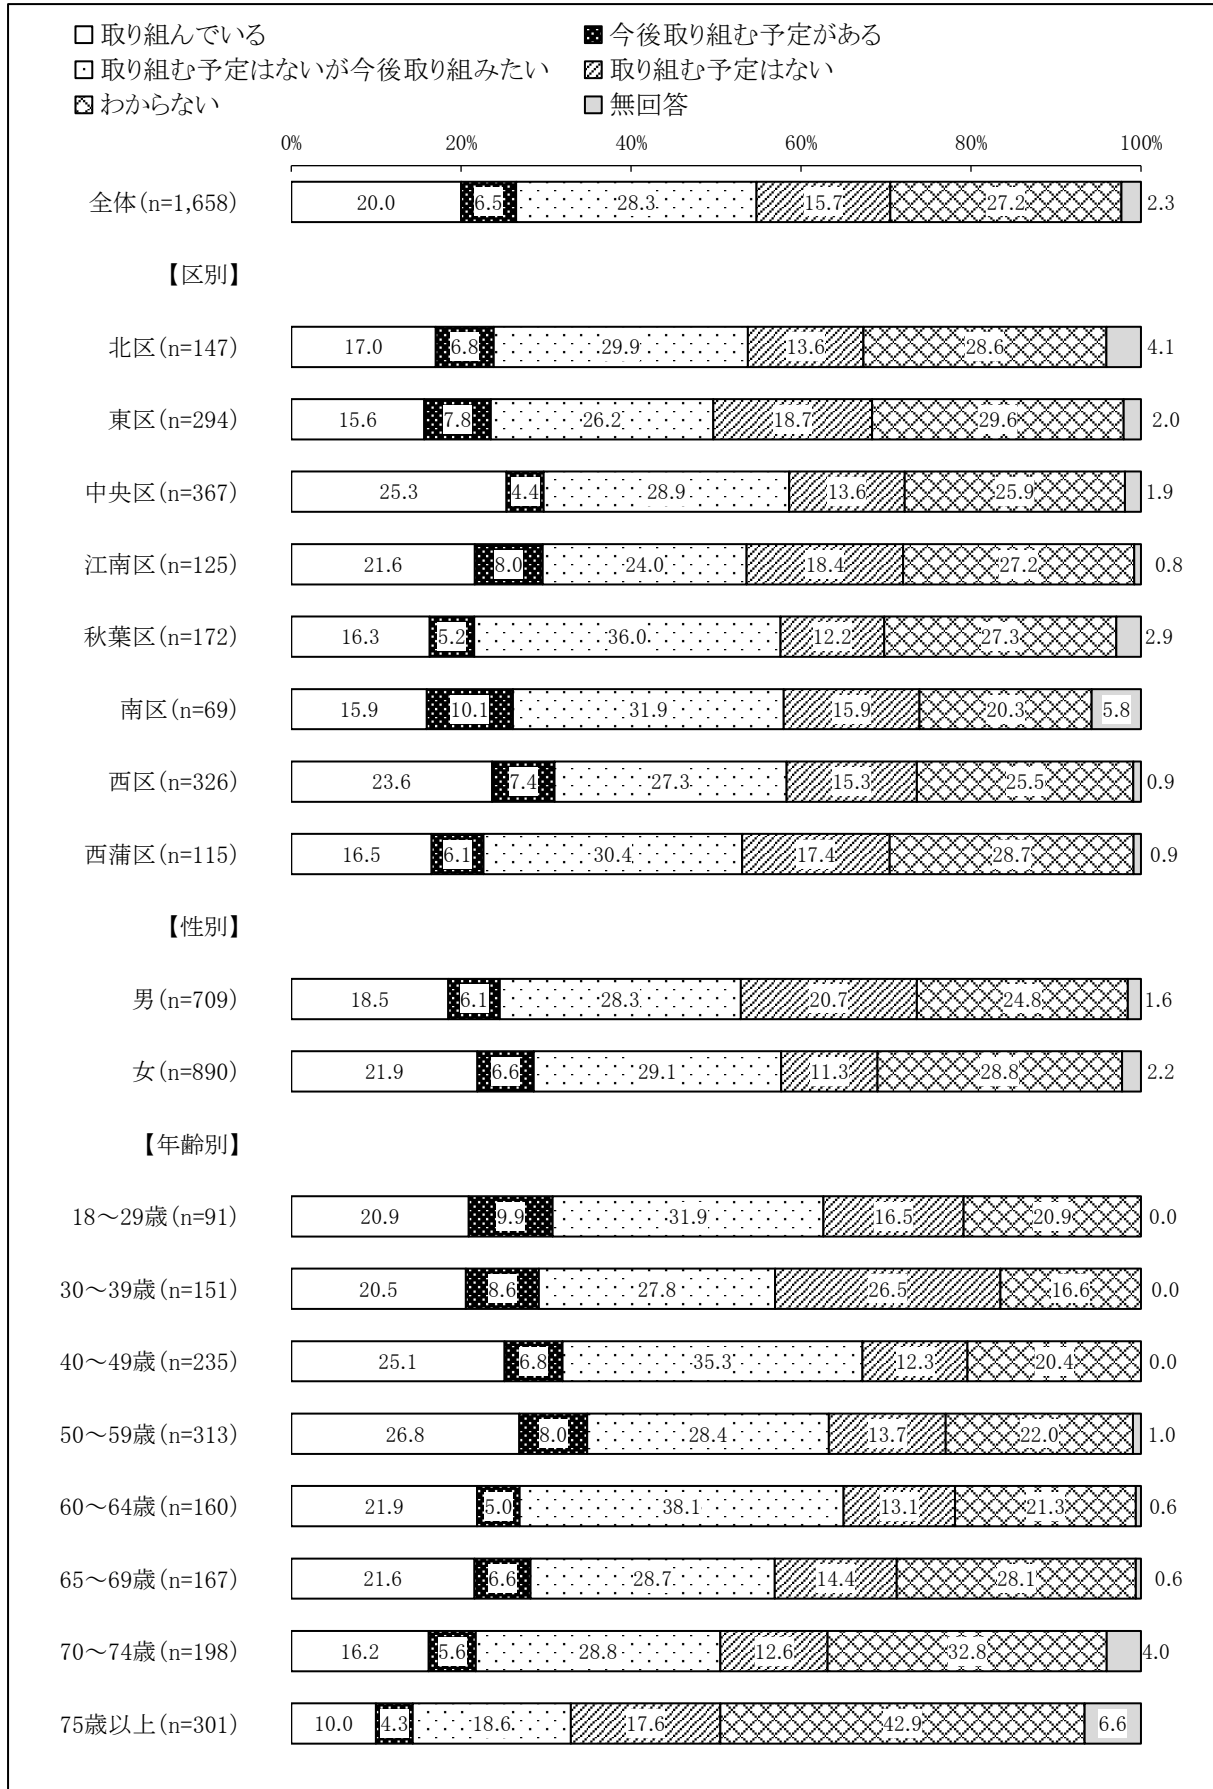 取り組んでいる 今後取り組む予定がある
取り組む予定はないが今後取り組みたい 取り組む予定はない
わからない 無回答
0% 20% 40% 60% 80% 100%
全体(n=1,658) 20.0 6.5 28.3 15.7 27.2 2.3
【区別】
北区(n=147) 17.0 6.8 29.9 13.6 28.6 4.1
東区(n=294) 15.6 7.8 26.2 18.7 29.6 2.0
中央区(n=367) 25.3 4.4 28.9 13.6 25.9 1.9
江南区(n=125) 21.6 8.0 24.0 18.4 27.2 0.8
秋葉区(n=172) 16.3 5.2 36.0 12.2 27.3 2.9
南区(n=69) 15.9 10.1 31.9 15.9 20.3 5.8
西区(n=326) 23.6 7.4 27.3 15.3 25.5 0.9
西蒲区(n=115) 16.5 6.1 30.4 17.4 28.7 0.9
【性別】
男(n=709) 18.5 6.1 28.3 20.7 24.8 1.6
女(n=890) 21.9 6.6 29.1 11.3 28.8 2.2
【年齢別】
18～29歳(n=91) 20.9 9.9 31.9 16.5 20.9 0.0
30～39歳(n=151) 20.5 8.6 27.8 26.5 16.6 0.0
40～49歳(n=235) 25.1 6.8 35.3 12.3 20.4 0.0
50～59歳(n=313) 26.8 8.0 28.4 13.7 22.0 1.0
60～64歳(n=160) 21.9 5.0 38.1 13.1 21.3 0.6
65～69歳(n=167) 21.6 6.6 28.7 14.4 28.1 0.6
70～74歳(n=198) 16.2 5.6 28.8 12.6 32.8 4.0
75歳以上(n=301) 10.0 4.3 18.6 17.6 42.9 6.6